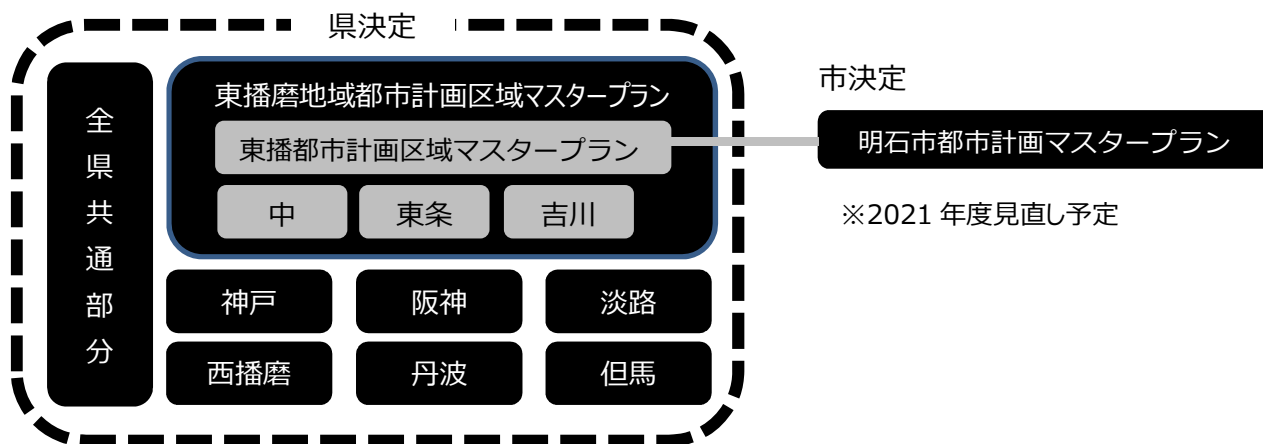 県決定
全県共通部分
東播磨地域都市計画区域マスタープラン
東播都市計画区域マスタープラン
中
東条
吉川
神戸
阪神
淡路
西播磨
丹波
但馬
市決定
明石市都市計画マスタープラン
※2021 年度見直し予定